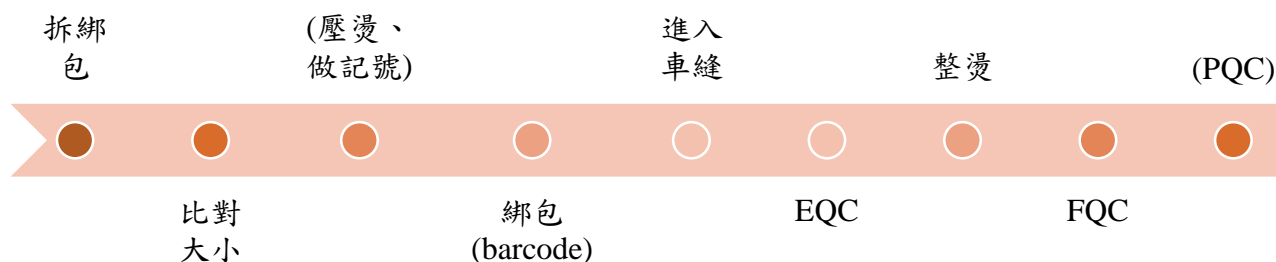 拆綁
包
比對
大小
(壓燙、
做記號)
綁包
(barcode)
進入
車縫
EQC
整燙
FQC
(PQC)